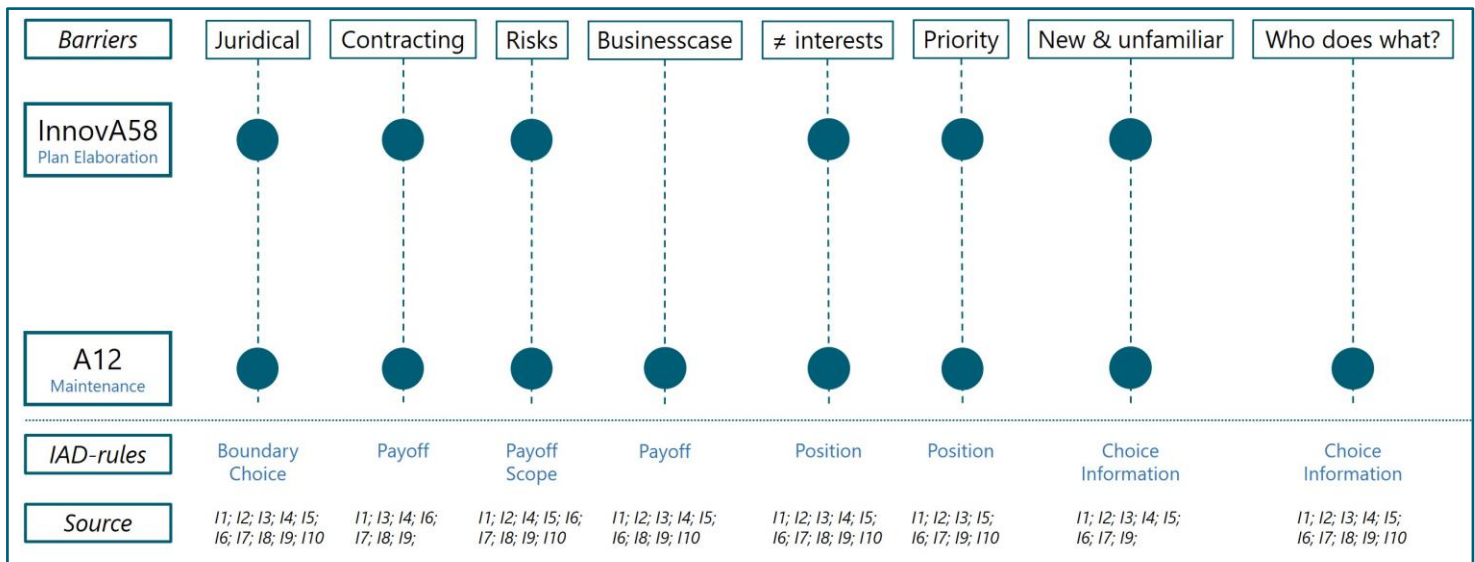 Barriers
Juridical
Contracting
Risks
Businesscase
≠ interests
Priority
New & unfamiliar
Who does what?
InnovA58
Plan Elaboration
A12
Maintenance
IAD-rules
Boundary
Choice
Payoff
Payoff
Scope
Payoff
Position
Position
Choice
Information
Choice
Information
Source
I1; I2; I3; I4; I5;
I6; I7; I8; I9; I10
I1; I3; I4; I6;
I7; I8; I9;
I1; I2; I4; I5; I6;
I7; I8; I9; I10
I1; I2; I3; I4; I5;
I6; I8; I9; I10
I1; I2; I3; I4; I5;
I6; I7; I8; I9; I10
I1; I2; I3; I5;
I6; I7; I9; I10
I1; I2; I3; I4; I5;
I6; I7; I9;
I1; I2; I3; I4; I5;
I6; I7; I8; I9; I10